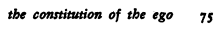 the constitution of the ego 75